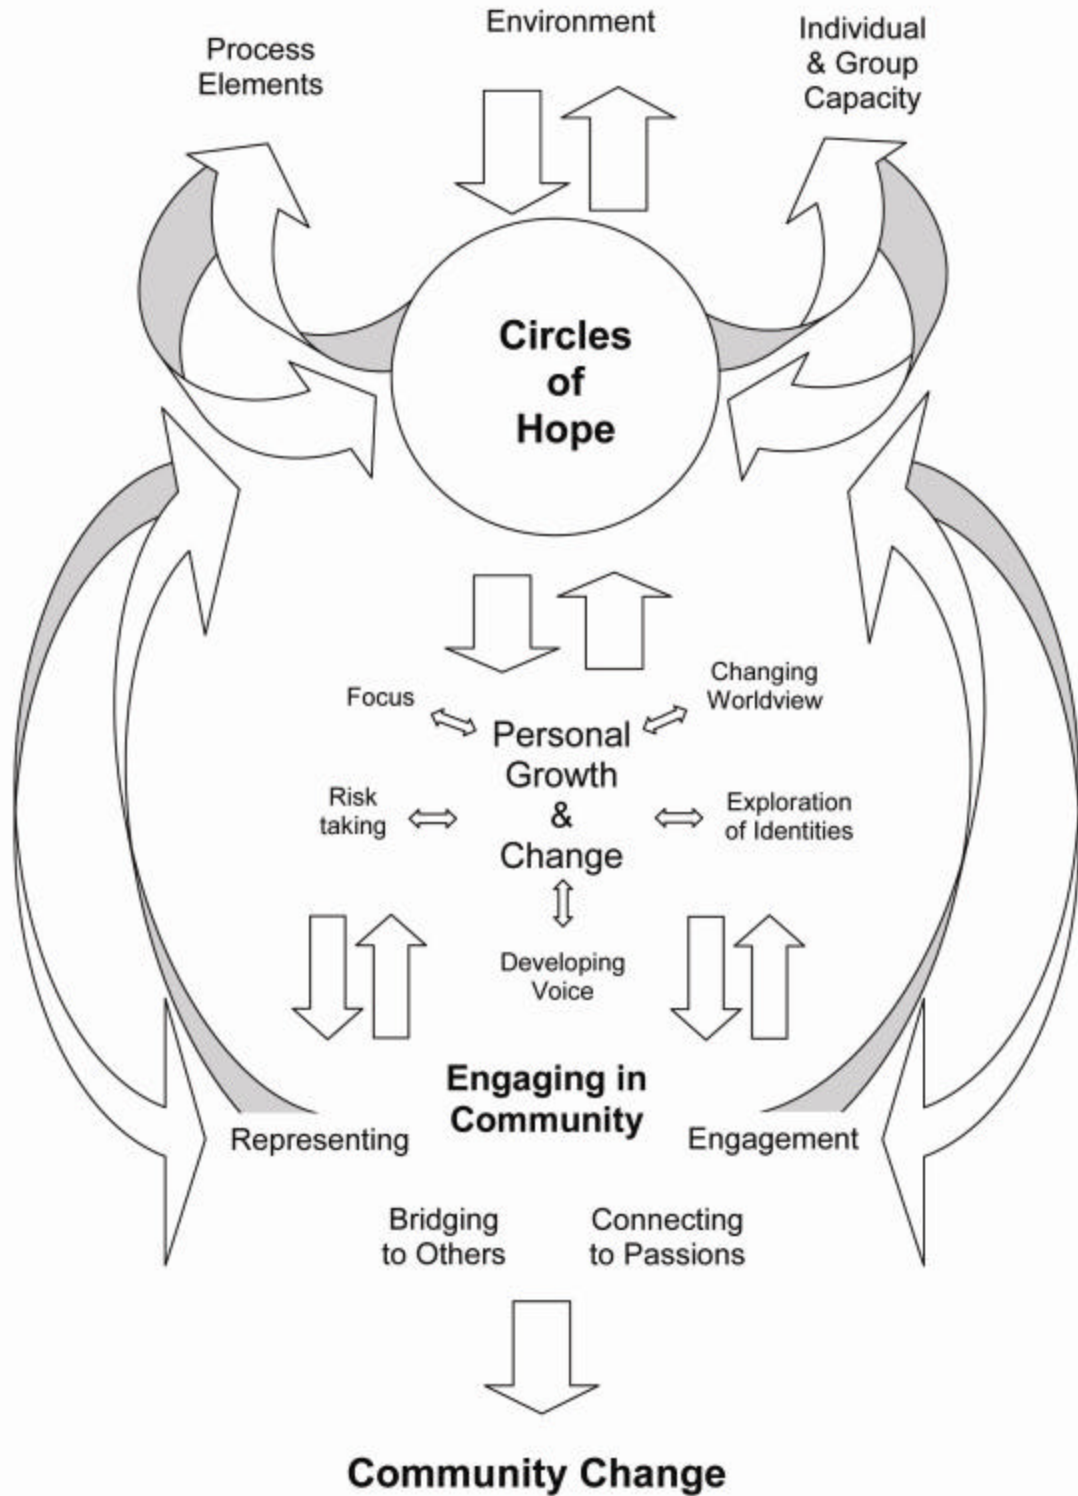 Process
Elements
Environment
Individual
& Group
Capacity
Circles
of
Hope
Focus
Changing
Worldview
Personal
Growth
&
Change
Risk
taking
Exploration
of Identities
Developing
Voice
Engaging in
Community
Representing
Engagement
Bridging
to Others
Connecting
to Passions
Community Change